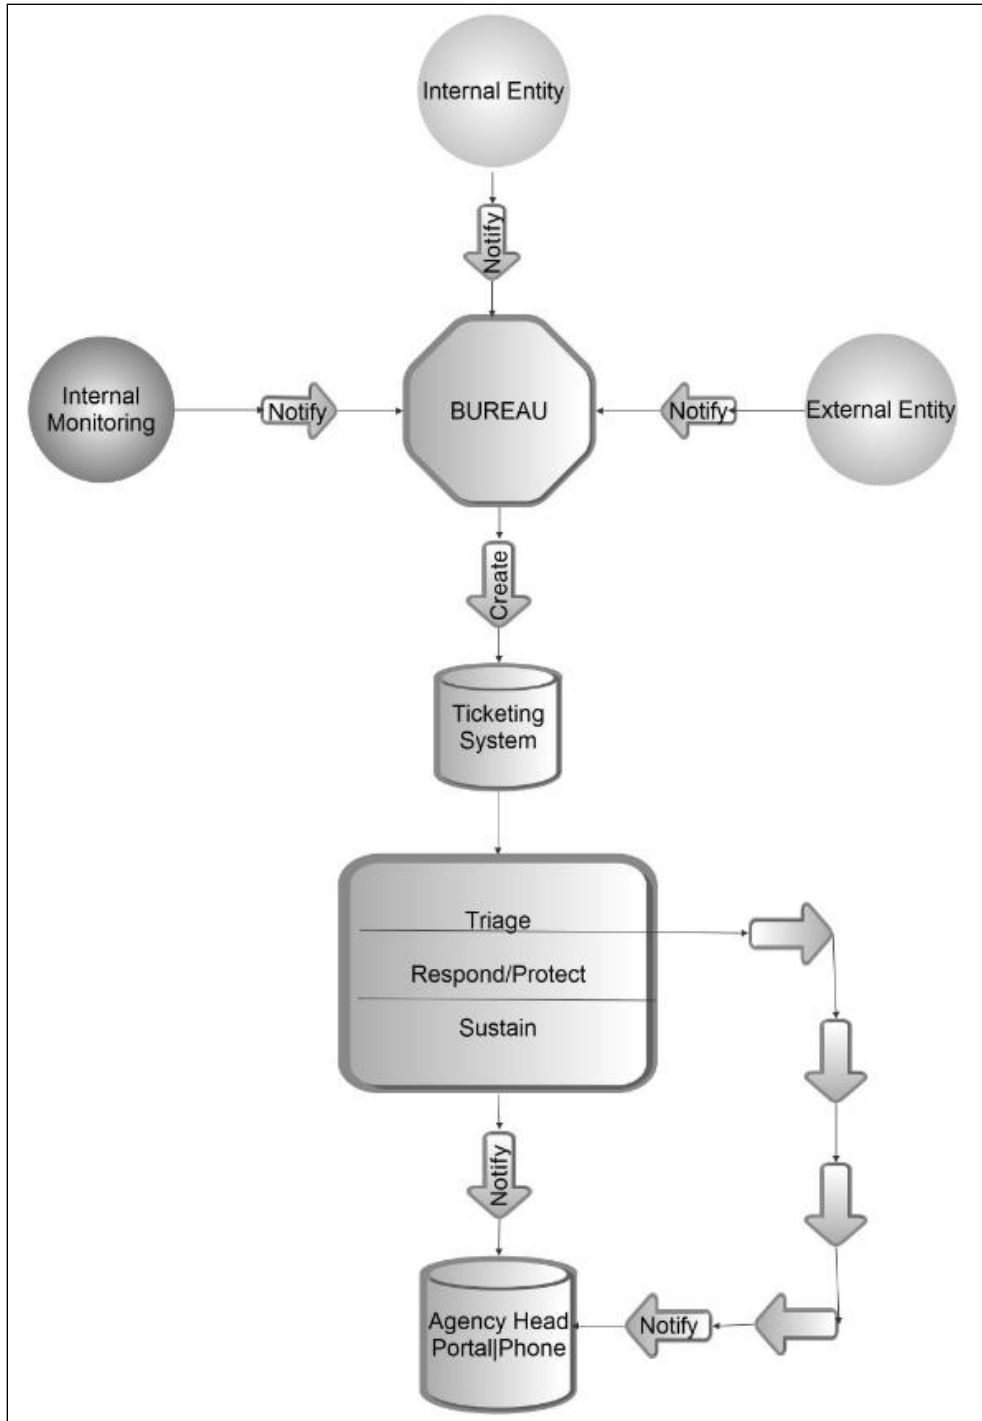 Internal Entity
Notify
Internal
Monitoring
Notify
BUREAU
Notify
External Entity
Create
Ticketing
System
Triage
Respond/Protect
Sustain
Notify
Agency Head
Portal|Phone
Notify